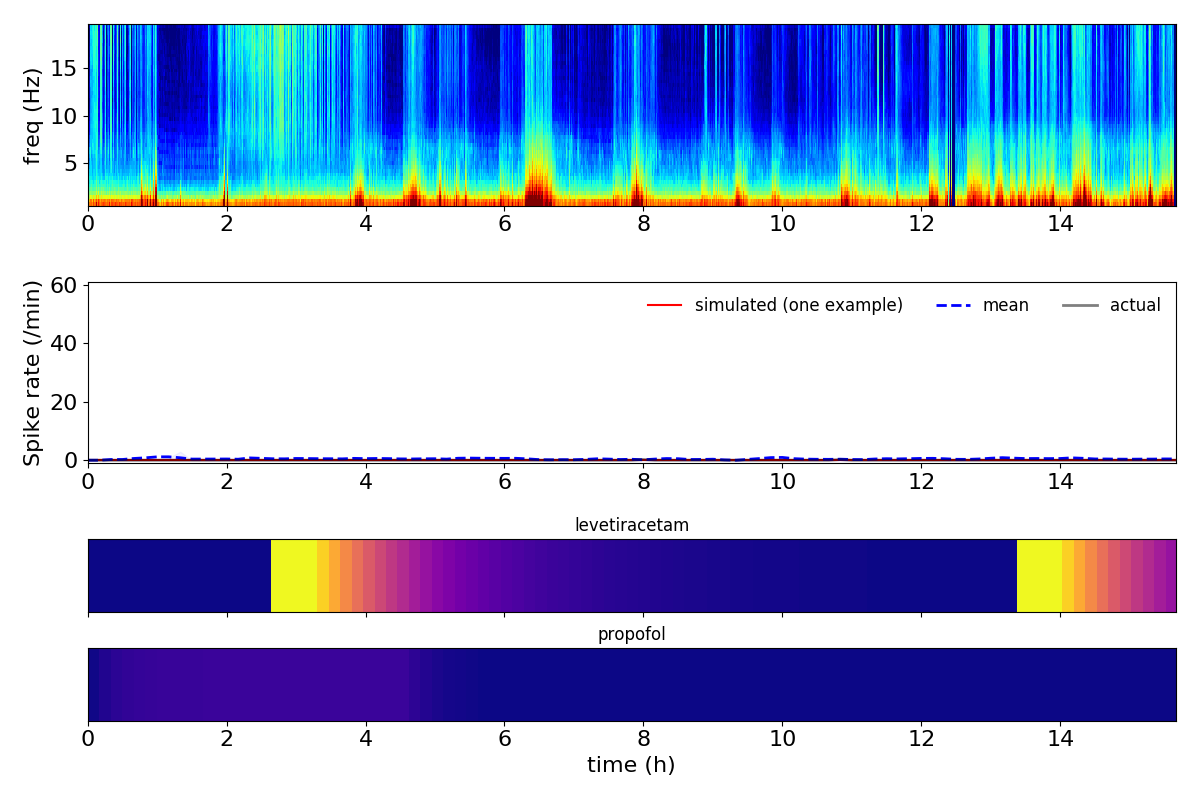 freq (Hz)
15
10
5
0 2 4 6 8 10 12 14
Spike rate (/min)
60
40
20
0
simulated (one example) mean actual
0 2 4 6 8 10 12 14
levetiracetam
propofol
0 2 4 6 8 10 12 14
time (h)